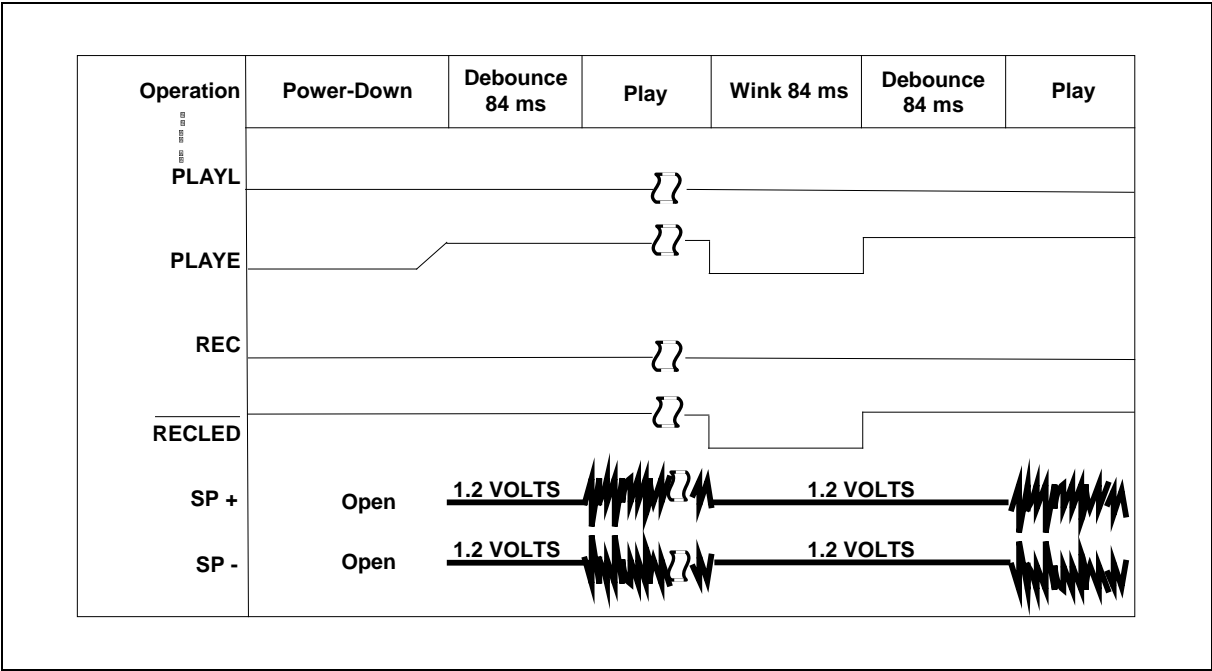 Operation
Power-Down
Debounce
84 ms
Play
Wink 84 ms
Debounce
84 ms
Play
PLAYL
PLAYE
REC
RECLED
SP +
Open
1.2 VOLTS
1.2 VOLTS
SP -
Open
1.2 VOLTS
1.2 VOLTS